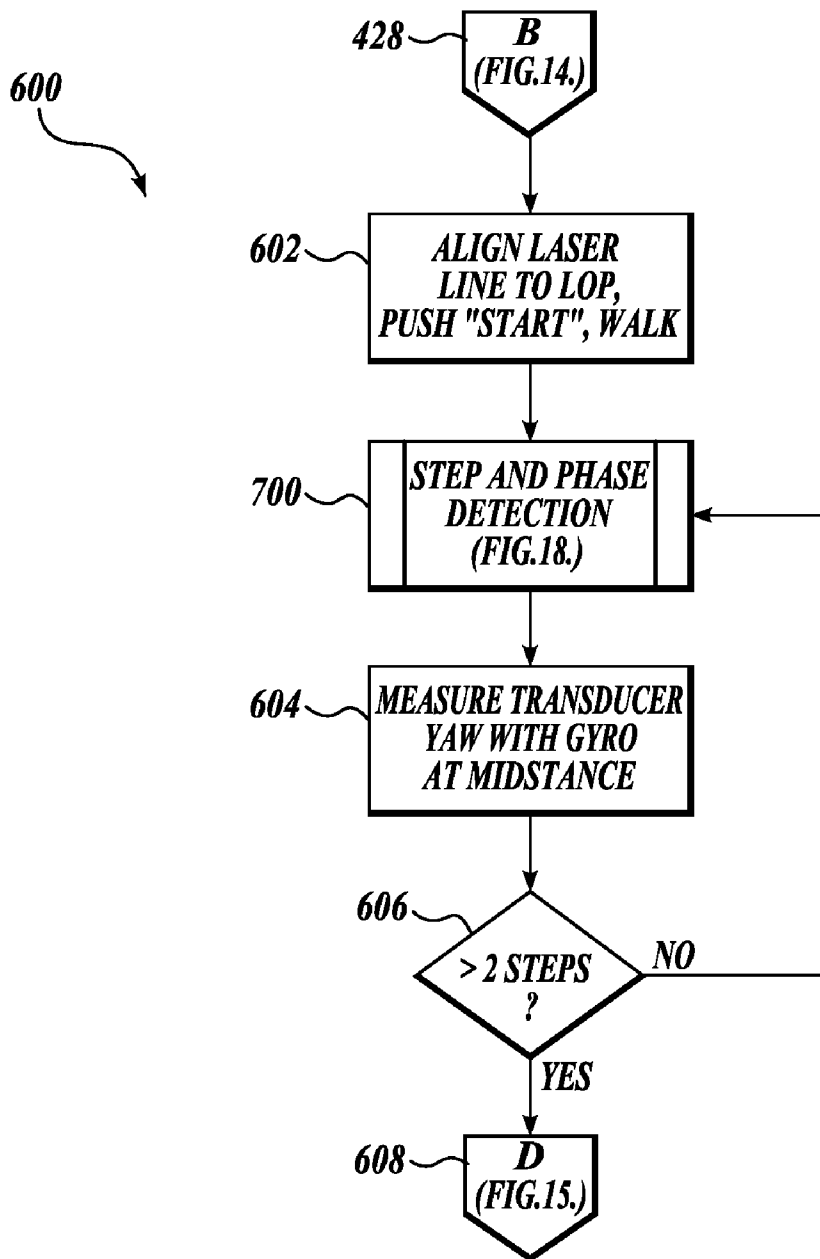 428
B
(FIG.14.)
600
602
ALIGN LASER
LINE TO LOP,
PUSH "START", WALK
700
STEP AND PHASE
DETECTION
(FIG.18.)
604
MEASURE TRANSDUCER
YAW WITH GYRO
AT MIDSTANCE
606
> 2 STEPS
?
NO
YES
608
D
(FIG.15.)